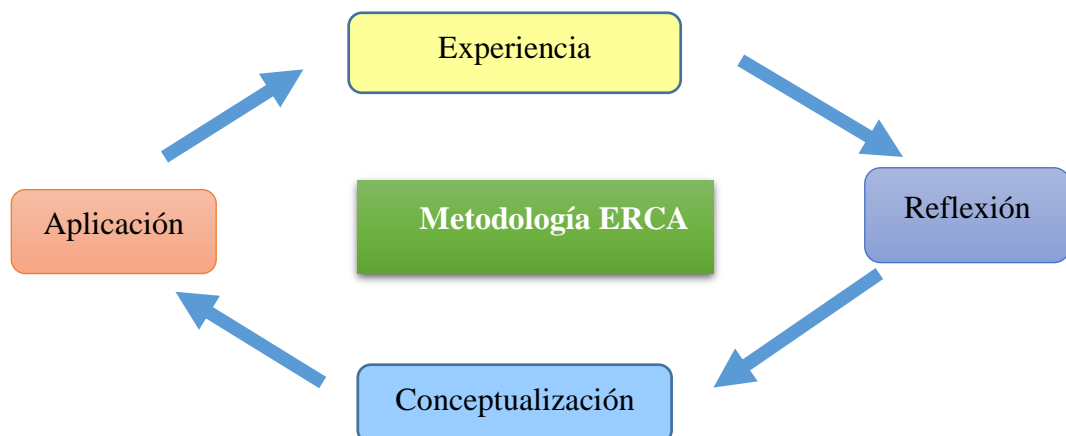 Experiencia
Reflexión
Metodología ERCA
Aplicación
Conceptualización